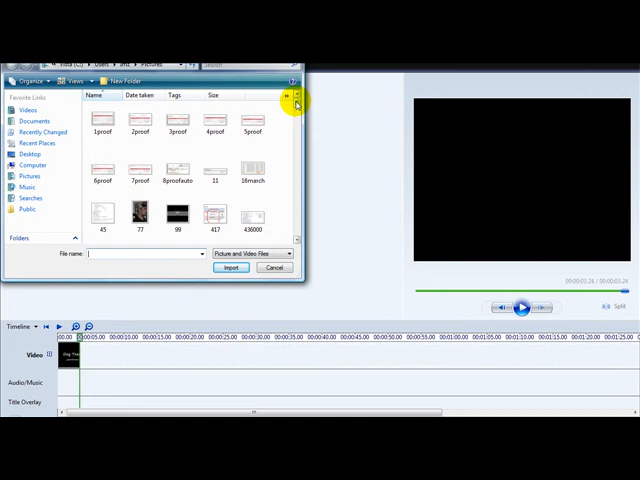 Vista (C:) Users Pictures Search
Organize Views New Folder
Favorite Links
Videos
Documents
Recently Changed
Recent Places
Desktop
Computer
Pictures
Music
Searches
Public
Folders
Name Date taken Tags Size
1proof 2proof 3proof 4proof 5proof
6proof 7proof 8proofauto 11 16march
45 77 99 417 436000
File name: Picture and Video Files
Import Cancel
00:00:03.24 / 00:00:03.24
Split
Timeline
00.00 00:00:05.00 00:00:10.00 00:00:15.00 00:00:20.00 00:00:25.00 00:00:30.00 00:00:35.00 00:00:40.00 00:00:45.00 00:00:50.00 00:00:55.00 00:01:00.00 00:01:05.00 00:01:10.00 00:01:15.00 00:01:20.00 00:01:25.00
Video
Dog
Audio/Music
Title Overlay